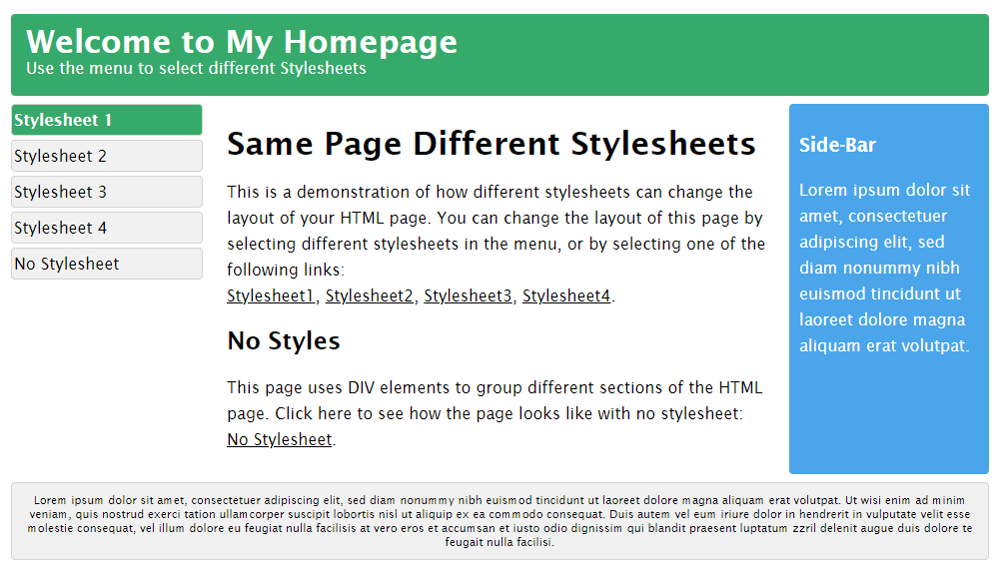 Welcome to My Homepage
Use the menu to select different Stylesheets
Stylesheet 1
Stylesheet 2
Stylesheet 3
Stylesheet 4
No Stylesheet
Same Page Different Stylesheets
This is a demonstration of how different stylesheets can change the
layout of your HTML page. You can change the layout of this page by
selecting different stylesheets in the menu, or by selecting one of the
following links:
Stylesheet1, Stylesheet2, Stylesheet3, Stylesheet4.
No Styles
This page uses DIV elements to group different sections of the HTML
page. Click here to see how the page looks like with no stylesheet:
No Stylesheet.
Side-Bar
Lorem ipsum dolor sit
amet, consectetuer
adipiscing elit, sed
diam nonummy nibh
euismod tincidunt ut
laoreet dolore magna
aliquam erat volutpat.
Lorem ipsum dolor sit amet, consectetuer adipiscing elit, sed diam nonummy nibh euismod tincidunt ut laoreet dolore magna aliquam erat volutpat. Ut wisi enim ad minim
veniam, quis nostrud exerci tation ullamcorper suscipit lobortis nisl ut aliquip ex ea commodo consequat. Duis autem vel eum iriure dolor in hendrerit in vulputate velit esse
molestie consequat, vel illum dolore eu feugiat nulla facilisis at vero eros et accumsan et iusto odio dignissim qui blandit praesent luptatum zzril delenit augue duis dolore te
feugait nulla facilisi.